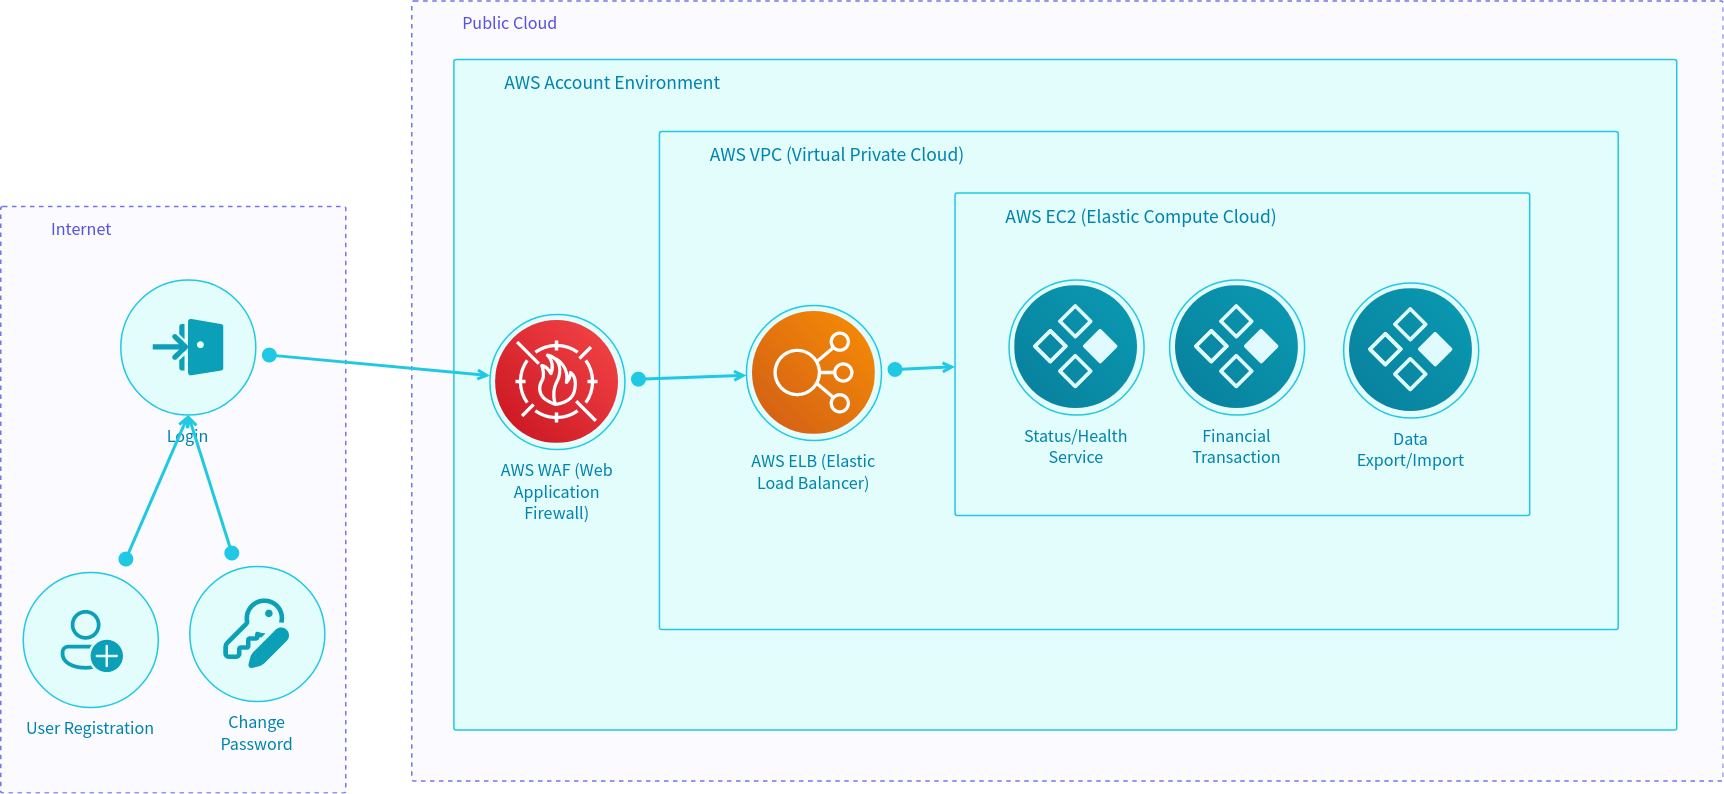 Public Cloud
AWS Account Environment
AWS VPC (Virtual Private Cloud)
AWS EC2 (Elastic Compute Cloud)
Internet
Login
Status/Health
Service
Financial
Transaction
Data
Export/Import
AWS WAF (Web
Application
Firewall)
AWS ELB (Elastic
Load Balancer)
User Registration
Change
Password